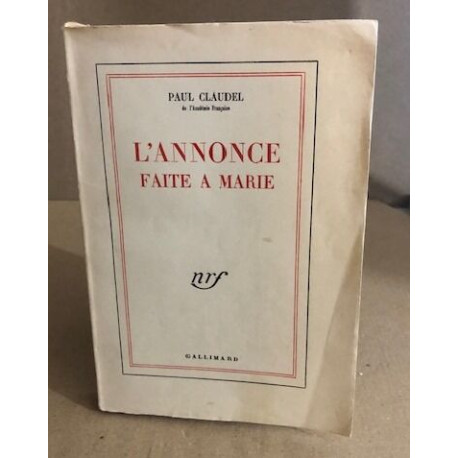 PAUL CLAUDEL
de l'Académie Française
L'ANNONCE
FAITE A MARIE
nrf
GALLIMARD